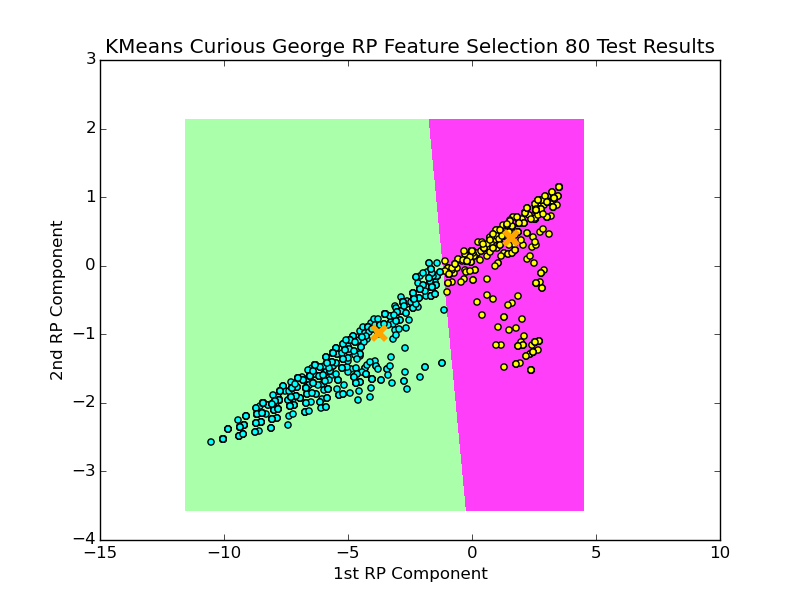 KMeans Curious George RP Feature Selection 80 Test Results
3
2
1
0
−1
−2
−3
−4
2nd RP Component
−15 −10 −5 0 5 10
1st RP Component